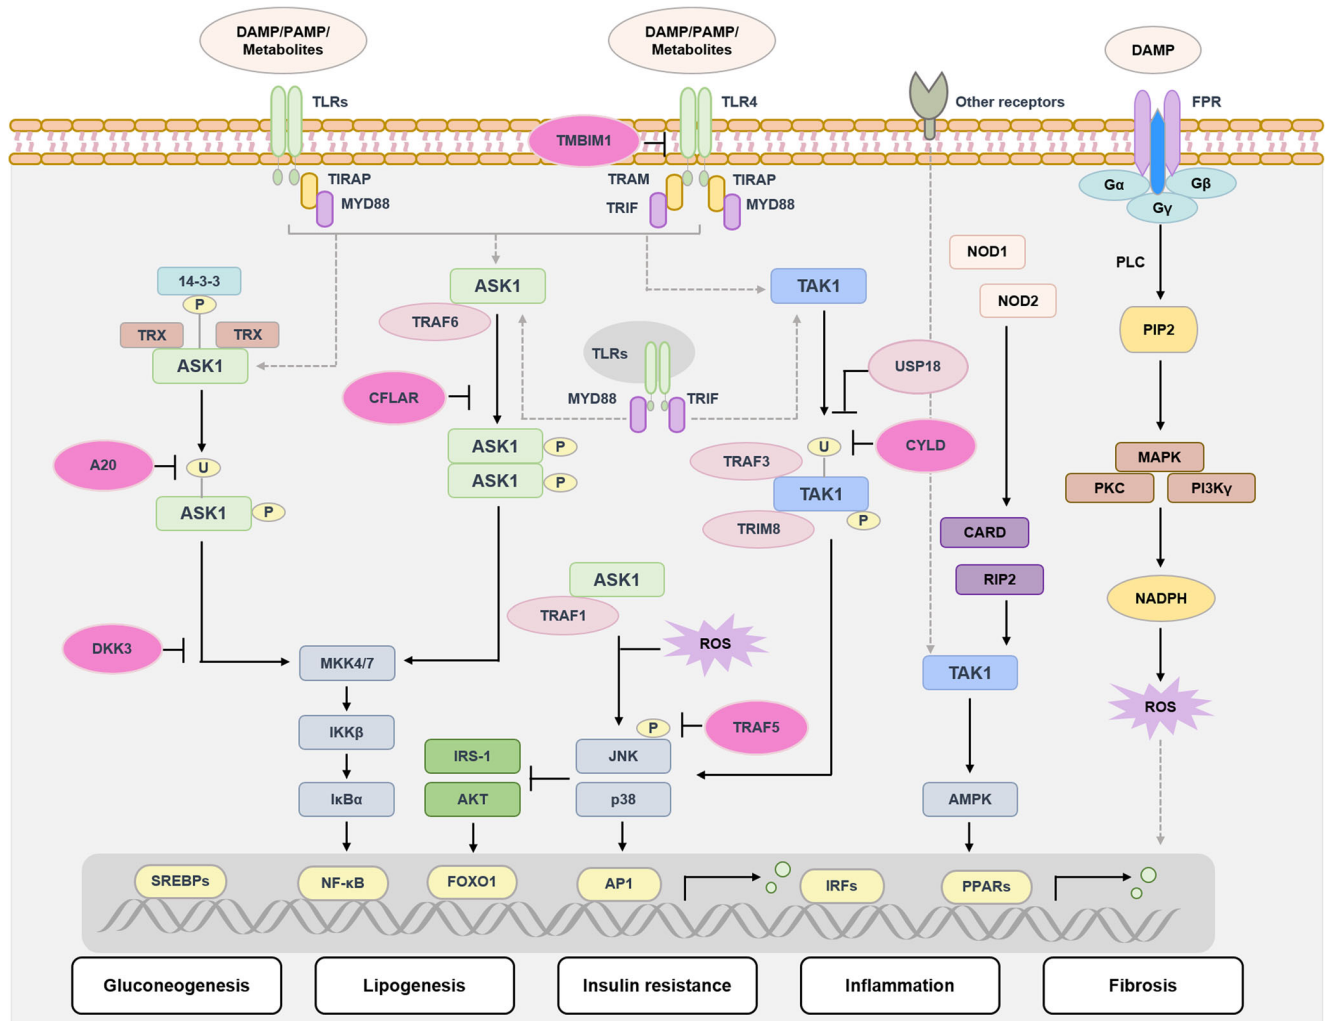 DAMP/PAMP/
Metabolites
DAMP/PAMP/
Metabolites
DAMP
TLRs
TLR4
Other receptors
FPR
TMBIM1
TIRAP
MYD88
TRAM
TRIF
TIRAP
MYD88
Gα
Gβ
Gγ
PLC
NOD1
NOD2
14-3-3
P
TRX
TRX
ASK1
ASK1
TRAF6
TAK1
PIP2
TLRs
MYD88
TRIF
USP18
CFLAR
A20
U
ASK1
P
ASK1
P
ASK1
P
TRAF3
U
CYLD
TAK1
TRIM8
P
MAPK
PKC
PI3Kγ
CARD
RIP2
NADPH
ASK1
TRAF1
ROS
DKK3
MKK4/7
TAK1
ROS
IKKβ
P
TRAF5
IRS-1
JNK
IκBα
AKT
p38
AMPK
SREBPs
NF-κB
FOXO1
AP1
IRFs
PPARs
Gluconeogenesis
Lipogenesis
Insulin resistance
Inflammation
Fibrosis